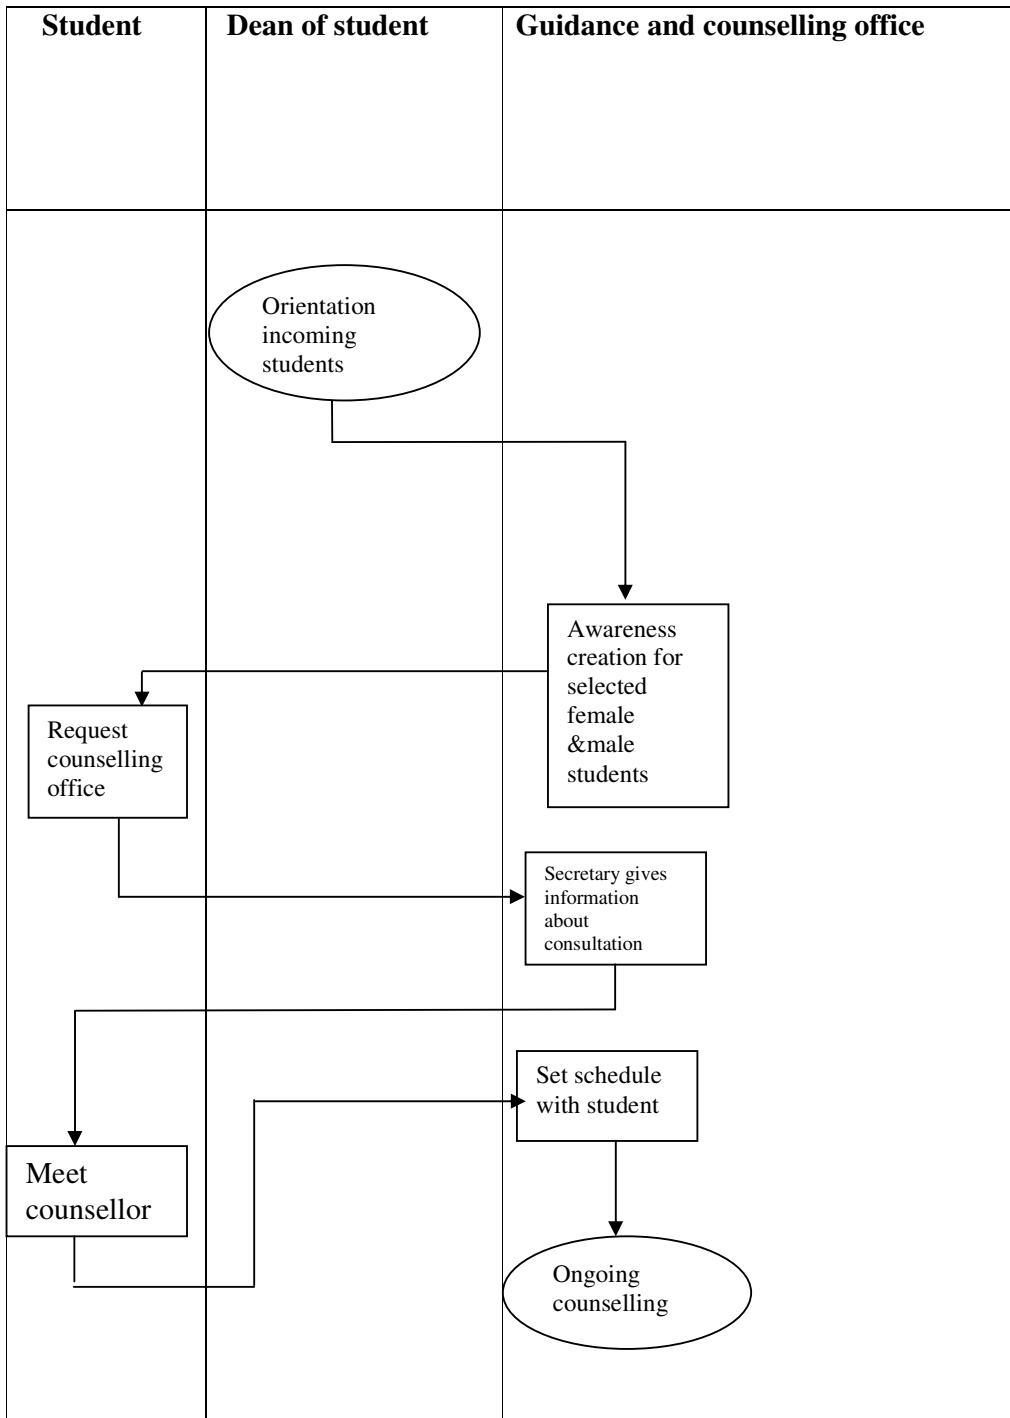 Student
Dean of student
Guidance and counselling office
Orientation
incoming
students
Awareness
creation for
selected
female
&male
students
Request
counselling
office
Secretary gives
information
about
consultation
Set schedule
with student
Meet
counsellor
Ongoing
counselling